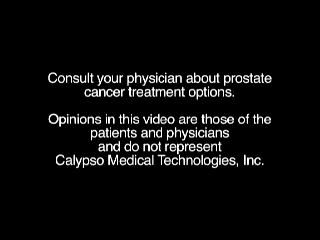 Consult your physician about prostate
cancer treatment options.
Opinions in this video are those of the
patients and physicians
and do not represent
Calypso Medical Technologies, Inc.